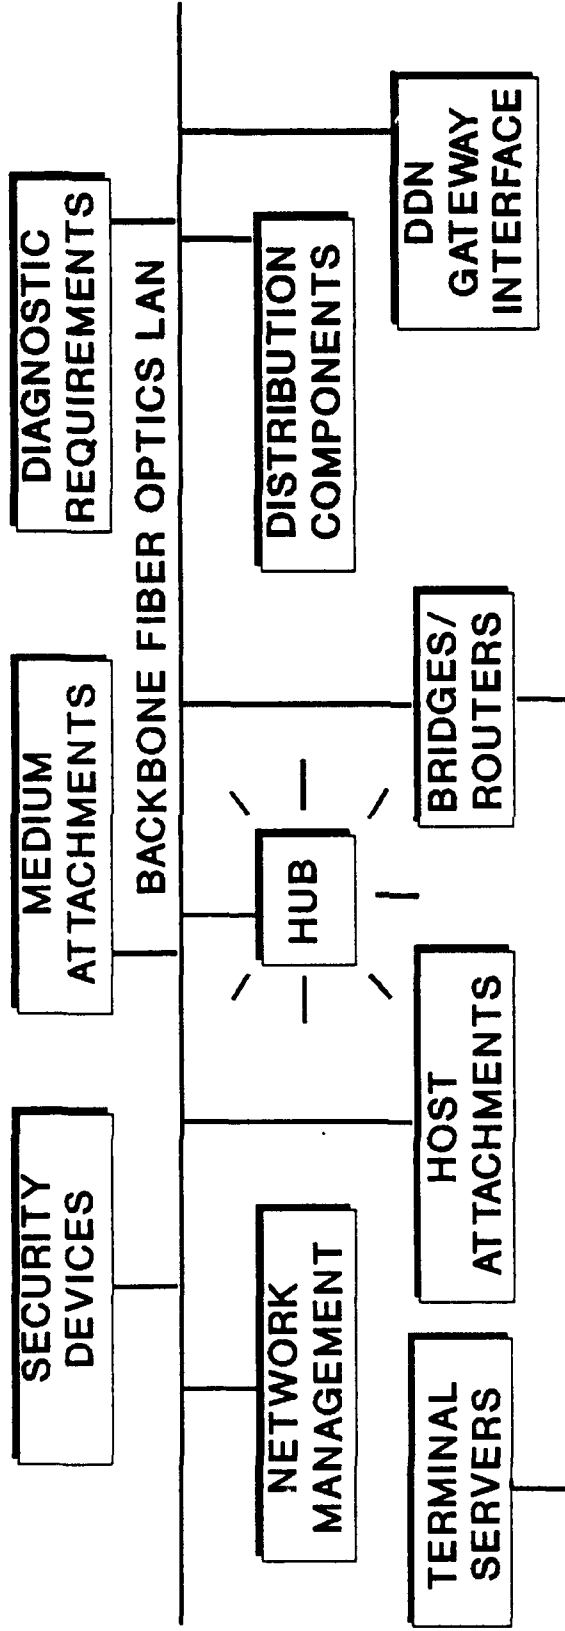 SECURITY
DEVICES
MEDIUM
ATTACHMENTS
DIAGNOSTIC
REQUIREMENTS
BACKBONE FIBER OPTICS LAN
NETWORK
MANAGEMENT
HUB
DISTRIBUTION
COMPONENTS
TERMINAL
SERVERS
HOST
ATTACHMENTS
BRIDGES/
ROUTERS
DDN
GATEWAY
INTERFACE